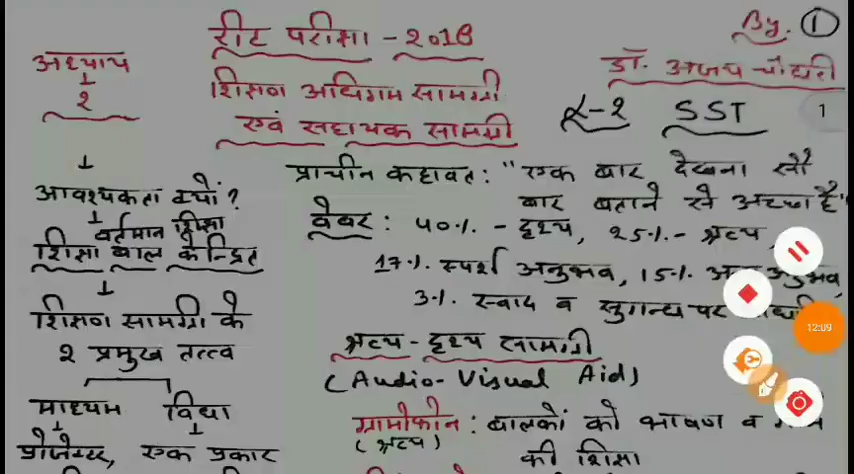 By. 1
रीट परीक्षा - २०18
डॉ. अजय चौधरी
अध्याय
२
शिक्षण अधिगम सामग्री
एवं सहायक सामग्री
L-2 SST
1
प्राचीन कहावत : "एक बार देखना सौ
बार बताने से अच्छा है"
आवश्यकता क्यों?
वर्तमान शिक्षा
शिक्षा बाल केन्द्रित
वेबर : 40%. - दृश्य, 25%. - श्रव्य,
17%. स्पर्श अनुभव, 15%. अनुभव,
3%. स्वाद व सुगन्ध पर
शिक्षण सामग्री के
२ प्रमुख तत्त्व
श्रव्य - दृश्य सामग्री
(Audio-Visual Aid)
माध्यम विधा
प्रोजेक्टर, एक प्रकार
ग्रामोफोन : बालकों को भाषण व
(श्रव्य)
की शिक्षा
12:09